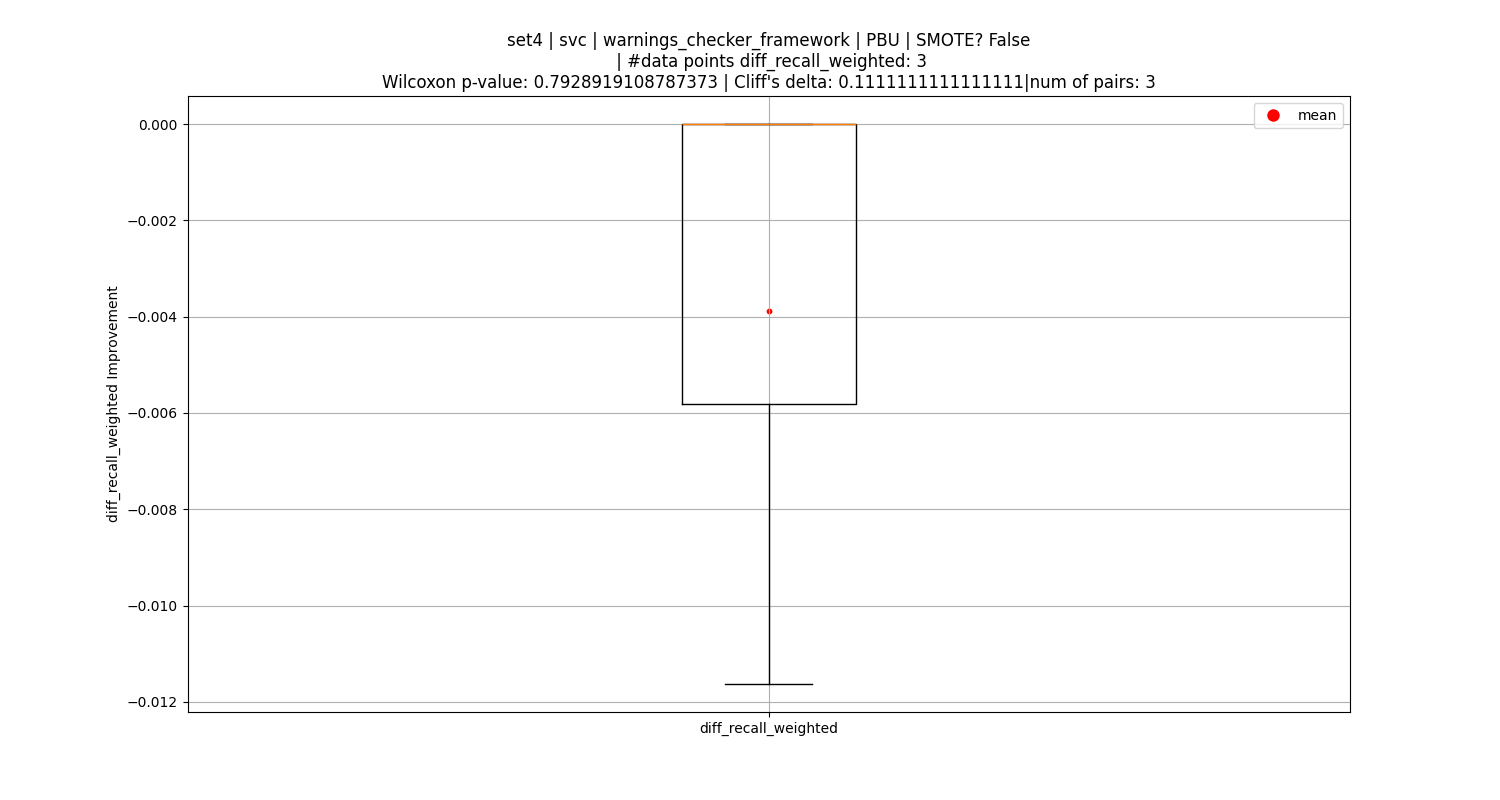 set4 | svc | warnings_checker_framework | PBU | SMOTE? False
| #data points diff_recall_weighted: 3
Wilcoxon p-value: 0.7928919108787373 | Cliff's delta: 0.1111111111111111|num of pairs: 3
mean
0.000
−0.002
−0.004
−0.006
−0.008
−0.010
−0.012
diff_recall_weighted Improvement
diff_recall_weighted